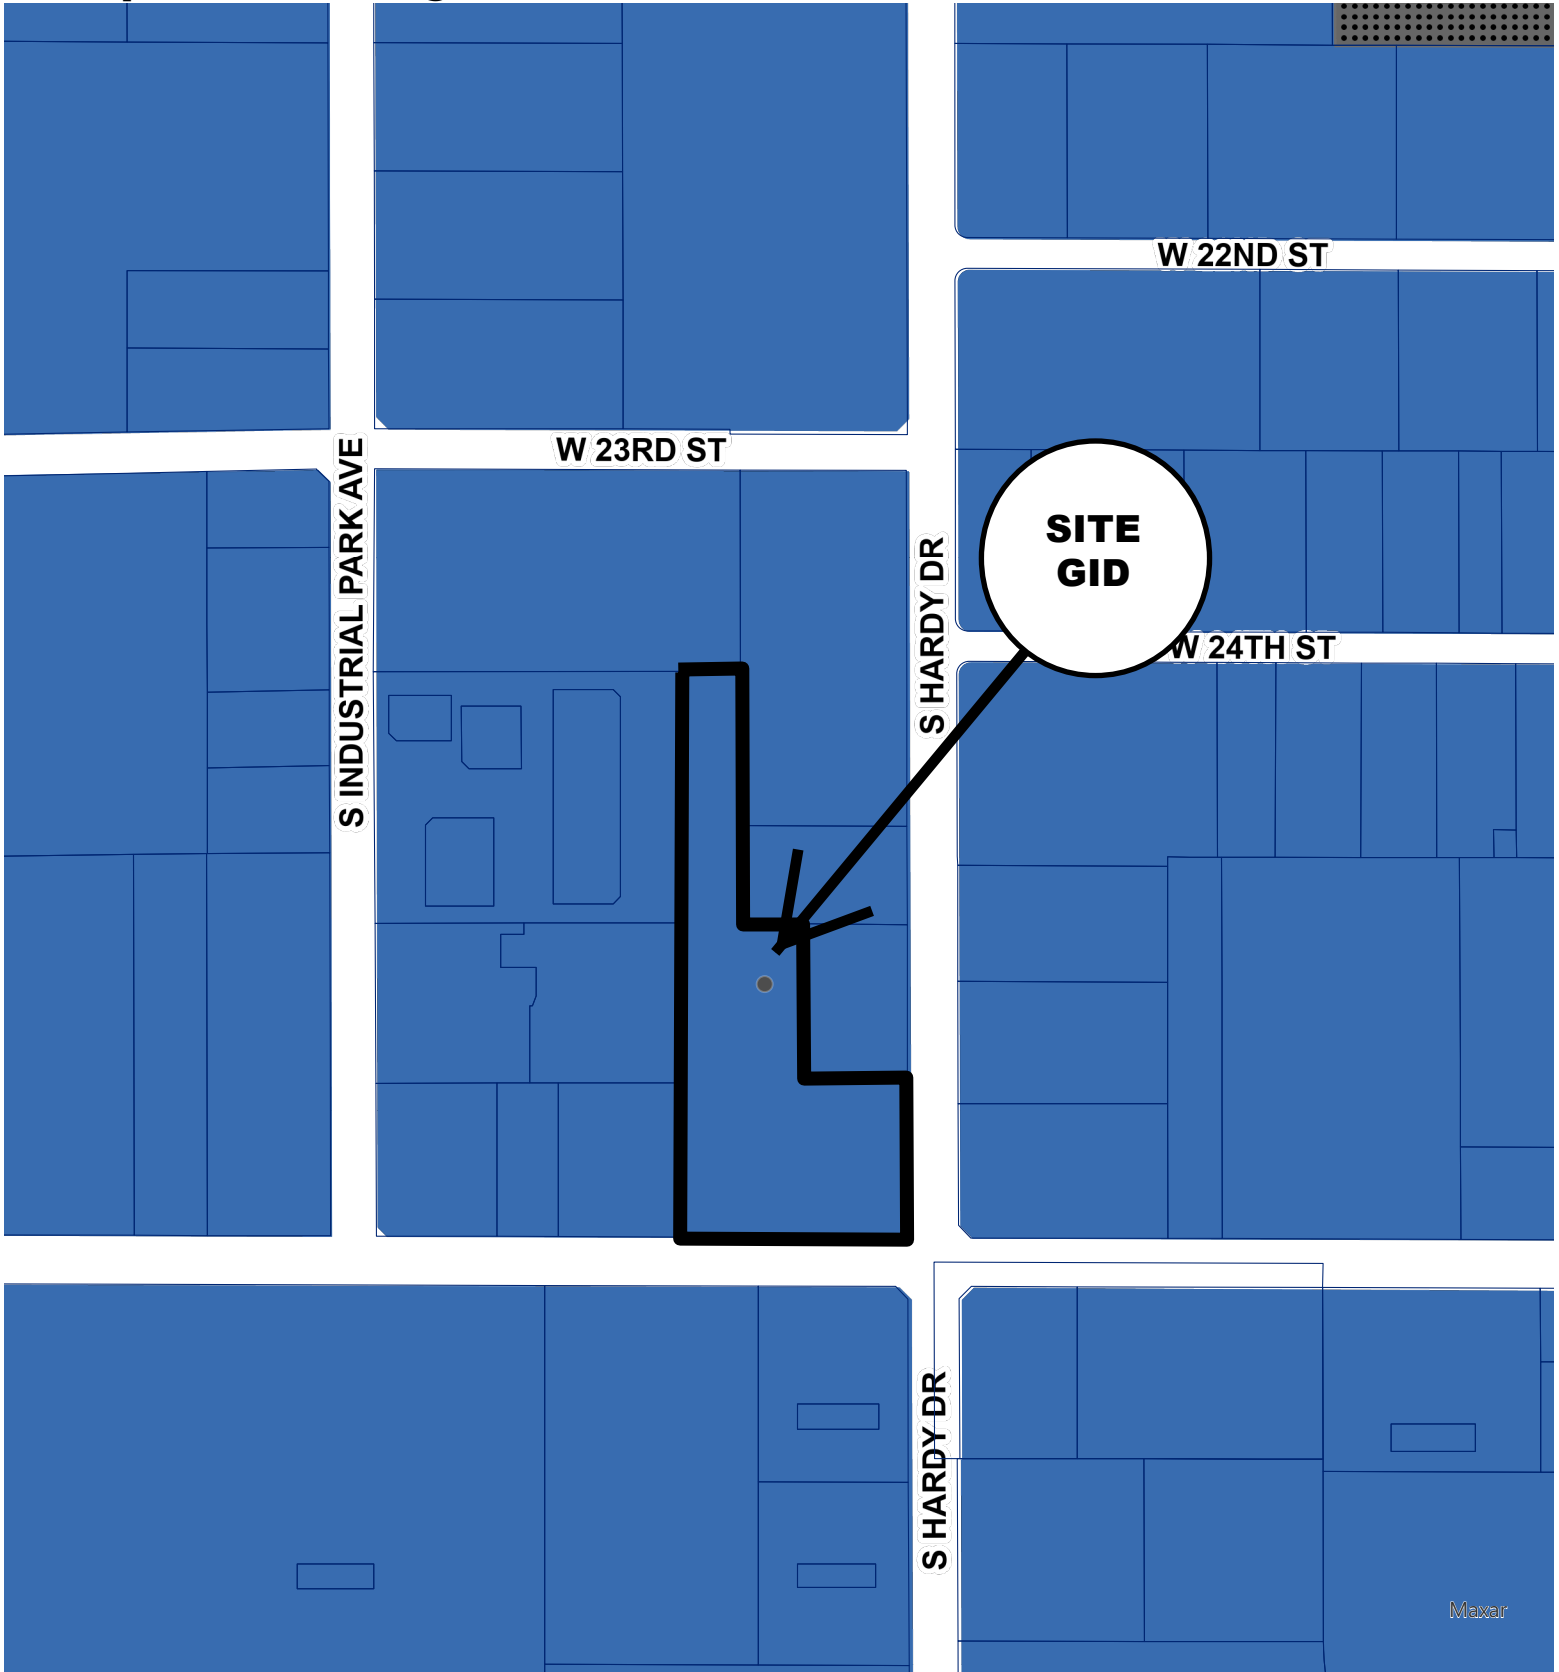 W 22ND ST
W 23RD ST
S INDUSTRIAL PARK AVE
S HARDY DR
SITE
GID
W 24TH ST
S HARDY DR
Maxar